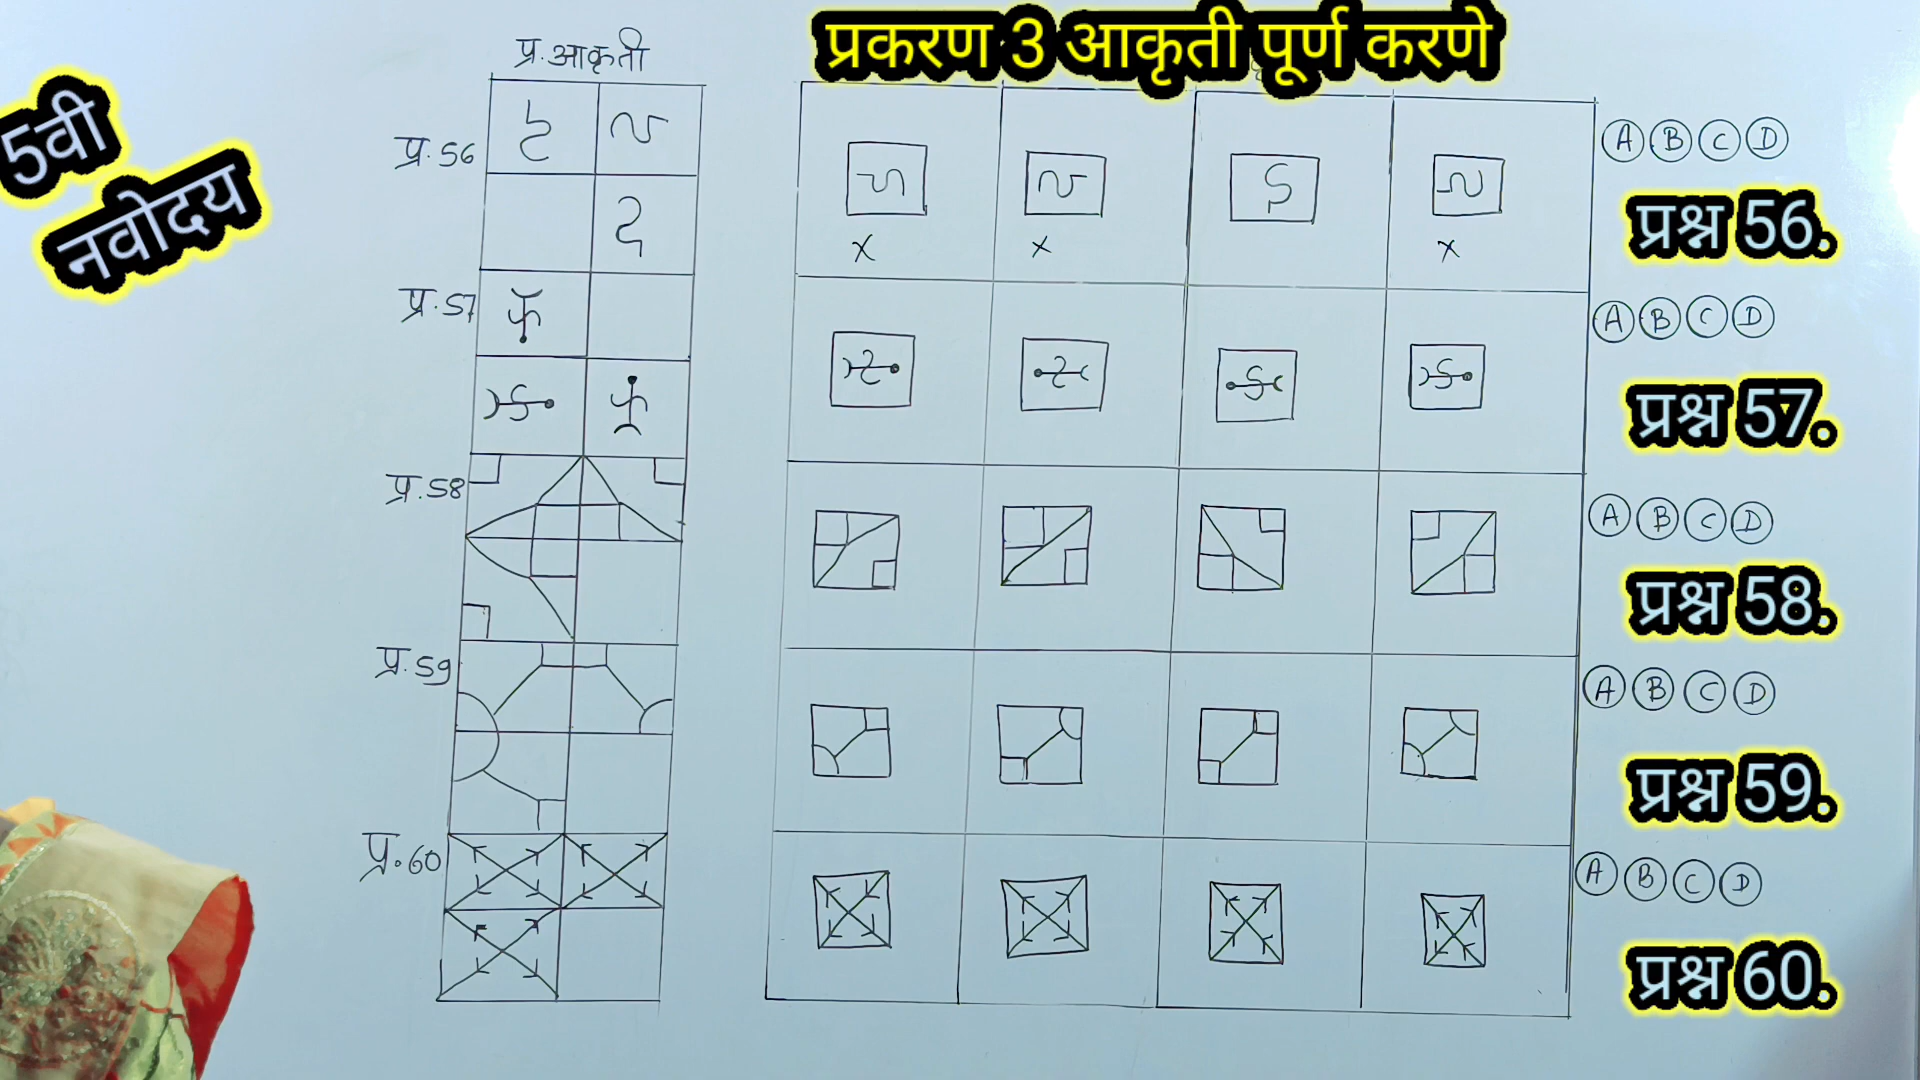 प्रकरण 3 आकृती पूर्ण करणे
5वी
नवोदय
प्र. आकृती
प्र. 56
A B C D
प्रश्न 56.
x x x
प्र. 57
A B C D
प्रश्न 57.
प्र. 58
A B C D
प्रश्न 58.
प्र. 59
A B C D
प्रश्न 59.
प्र. 60
A B C D
प्रश्न 60.